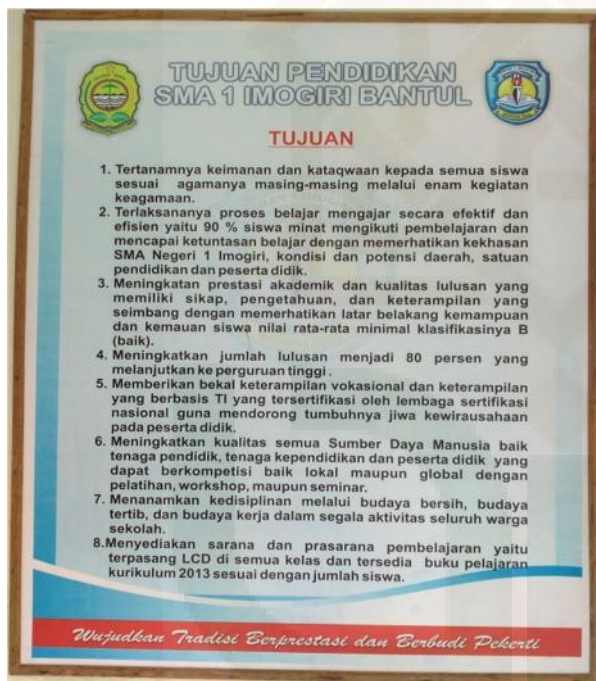 TUJUAN PENDIDIKAN
SMA 1 IMOGIRI BANTUL
TUJUAN
1. Tertanamnya keimanan dan kataqwaan kepada semua siswa
sesuai agamanya masing-masing melalui enam kegiatan
keagamaan.
2. Terlaksananya proses belajar mengajar secara efektif dan
efisien yaitu 90 % siswa minat mengikuti pembelajaran dan
mencapai ketuntasan belajar dengan memerhatikan kekhasan
SMA Negeri 1 Imogiri, kondisi dan potensi daerah, satuan
pendidikan dan peserta didik.
3. Meningkatan prestasi akademik dan kualitas lulusan yang
memiliki sikap, pengetahuan, dan keterampilan yang
seimbang dengan memerhatikan latar belakang kemampuan
dan kemauan siswa nilai rata-rata minimal klasifikasinya B
(baik).
4. Meningkatkan jumlah lulusan menjadi 80 persen yang
melanjutkan ke perguruan tinggi .
5. Memberikan bekal keterampilan vokasional dan keterampilan
yang berbasis TI yang tersertifikasi oleh lembaga sertifikasi
nasional guna mendorong tumbuhnya jiwa kewirausahaan
pada peserta didik.
6. Meningkatkan kualitas semua Sumber Daya Manusia baik
tenaga pendidik, tenaga kependidikan dan peserta didik yang
dapat berkompetisi baik lokal maupun global dengan
pelatihan, workshop, maupun seminar.
7. Menanamkan kedisiplinan melalui budaya bersih, budaya
tertib, dan budaya kerja dalam segala aktivitas seluruh warga
sekolah.
8.Menyediakan sarana dan prasarana pembelajaran yaitu
terpasang LCD di semua kelas dan tersedia buku pelajaran
kurikulum 2013 sesuai dengan jumlah siswa.
Wujudkan Tradisi Berprestasi dan Berbudi Pekerti